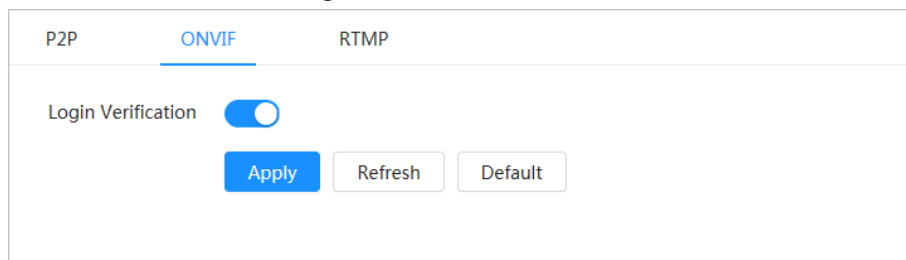 P2P ONVIF RTMP
Login Verification
Apply Refresh Default